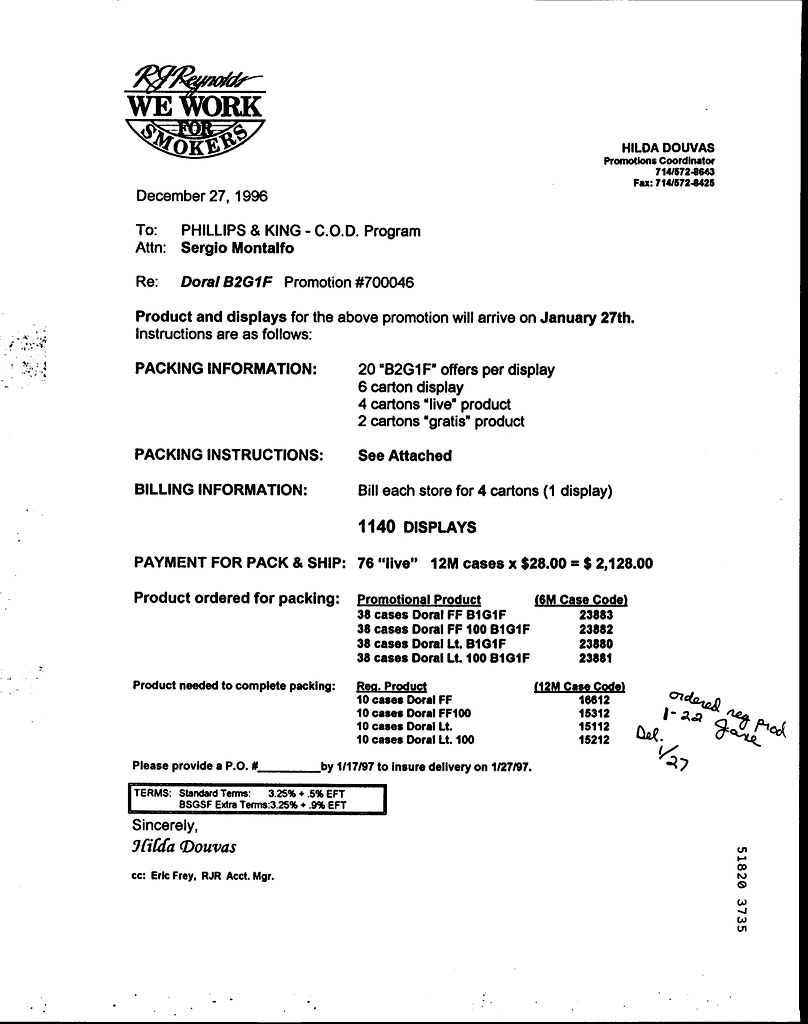 RJReynolds
WE WORK
FOR
SMOKERS
HILDA DOUVAS
Promotions Coordinator
714/572-8643
Fax: 714/572-8425
December 27, 1996
To: PHILLIPS & KING - C.O.D. Program
Attn: Sergio Montalfo
Re: Doral B2G1F Promotion #700046
Product and displays for the above promotion will arrive on January 27th.
Instructions are as follows:
PACKING INFORMATION: 20 "B2G1F" offers per display
6 carton display
4 cartons "live" product
2 cartons "gratis" product
PACKING INSTRUCTIONS: See Attached
BILLING INFORMATION: Bill each store for 4 cartons (1 display)
1140 DISPLAYS
PAYMENT FOR PACK & SHIP: 76 "live" 12M cases x $28.00 = $ 2,128.00
Product ordered for packing: Promotional Product (6M Case Code)
38 cases Doral FF B1G1F 23883
38 cases Doral FF 100 B1G1F 23882
38 cases Doral Lt. B1G1F 23880
38 cases Doral Lt. 100 B1G1F 23881
Product needed to complete packing: Reg. Product (12M Case Code)
10 cases Doral FF 16612
10 cases Doral FF100 15312
10 cases Doral Lt. 15112
10 cases Doral Lt. 100 15212
ordered reg prod
1-22
Del.
1/27
Please provide a P.O. #________by 1/17/97 to insure delivery on 1/27/97.
TERMS: Standard Terms: 3.25% + .5% EFT
BSGSF Extra Terms:3.25% + .9% EFT
Sincerely,
Hilda Douvas
cc: Eric Frey, RJR Acct. Mgr.
51820 3735